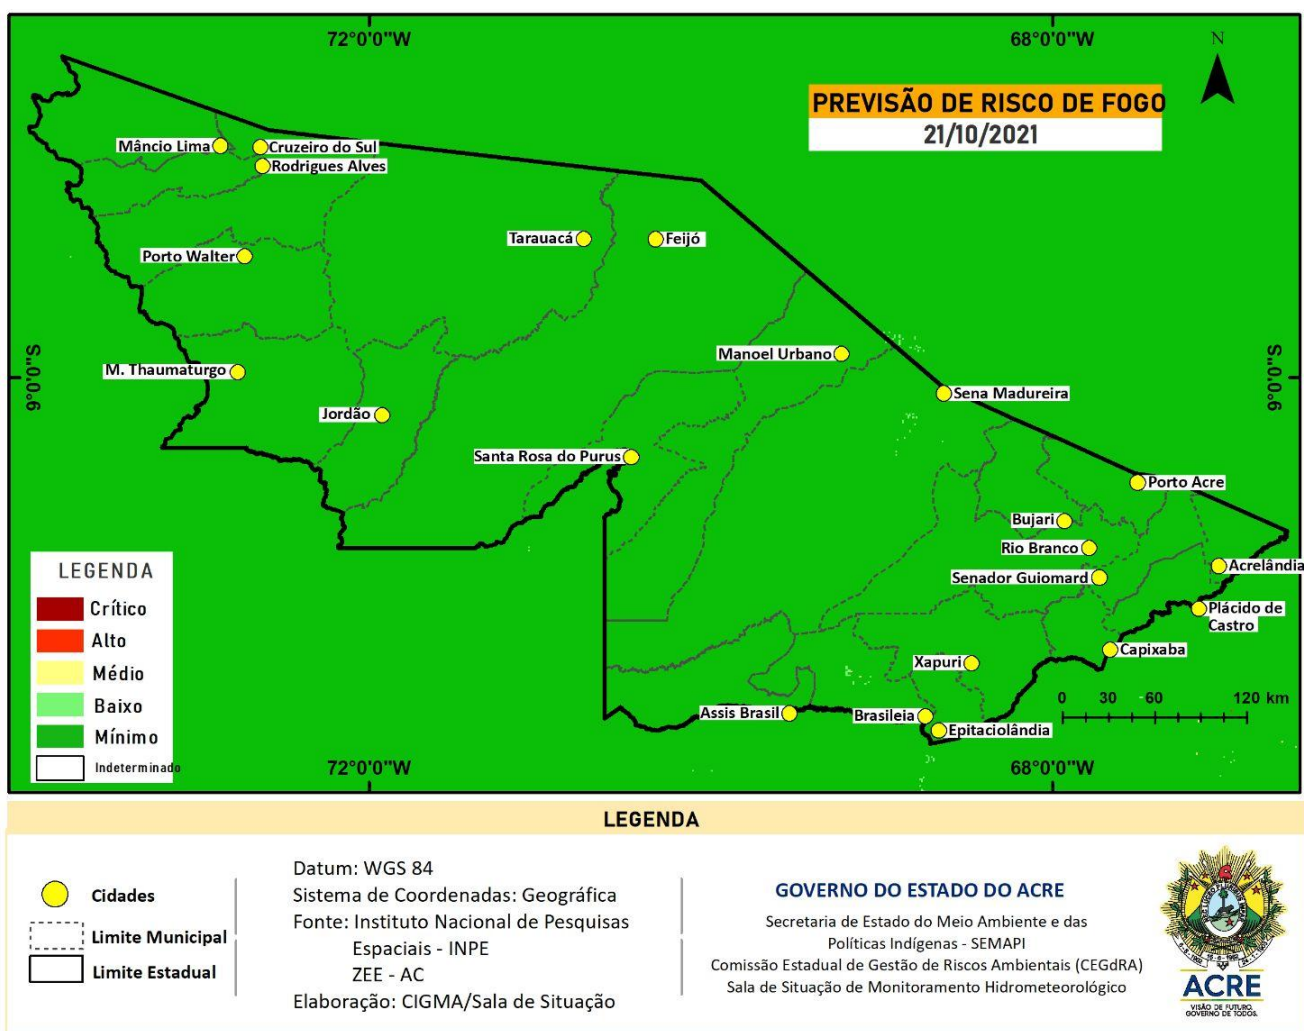 72°0'0"W
68°0'0"W
N
PREVISÃO DE RISCO DE FOGO
21/10/2021
Mâncio Lima
Cruzeiro do Sul
Rodrigues Alves
Tarauacá
Feijó
Porto Walter
Manoel Urbano
9°0'0"S
9°0'0"S
M. Thaumaturgo
Sena Madureira
Jordão
Santa Rosa do Purus
Porto Acre
Bujari
Rio Branco
Acrelândia
Senador Guiomard
Plácido de
Castro
Capixaba
Xapuri
Assis Brasil
Brasileia
Epitaciolândia
0 30 60 120 km
LEGENDA
Crítico
Alto
Médio
Baixo
Mínimo
Indeterminado
72°0'0"W
68°0'0"W
LEGENDA
Cidades
Limite Municipal
Limite Estadual
Datum: WGS 84
Sistema de Coordenadas: Geográfica
Fonte: Instituto Nacional de Pesquisas
Espaciais - INPE
ZEE - AC
Elaboração: CIGMA/Sala de Situação
GOVERNO DO ESTADO DO ACRE
Secretaria de Estado do Meio Ambiente e das
Políticas Indígenas - SEMAPI
Comissão Estadual de Gestão de Riscos Ambientais (CEGdRA)
Sala de Situação de Monitoramento Hidrometeorológico
ACRE
VISÃO DE FUTURO.
GOVERNO DE TODOS.